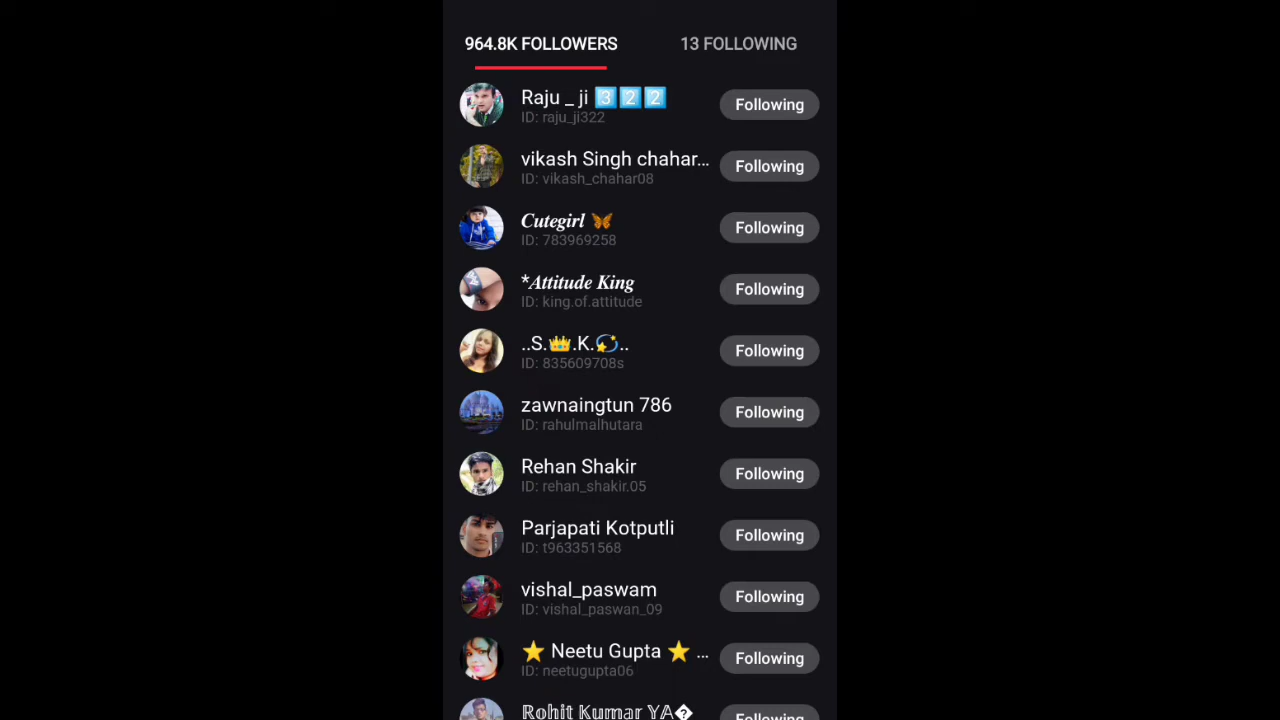 964.8K FOLLOWERS 13 FOLLOWING
Raju _ ji 3️⃣2️⃣2️⃣ Following
ID: raju_ji322
vikash Singh chahar... Following
ID: vikash_chahar08
𝑪𝒖𝒕𝒆𝒈𝒊𝒓𝒍 🦋 Following
ID: 783969258
*𝑨𝒕𝒕𝒊𝒕𝒖𝒅𝒆 𝑲𝒊𝒏𝒈 Following
ID: king.of.attitude
..S.👑.K.💫.. Following
ID: 835609708s
zawnaingtun 786 Following
ID: rahulmalhutara
Rehan Shakir Following
ID: rehan_shakir.05
Parjapati Kotputli Following
ID: t963351568
vishal_paswam Following
ID: vishal_paswan_09
⭐ Neetu Gupta ⭐ ... Following
ID: neetugupta06
ℝ𝕠𝕙𝕚𝕥 𝕂𝕦𝕞𝕒𝕣 𝕐𝔸� Following